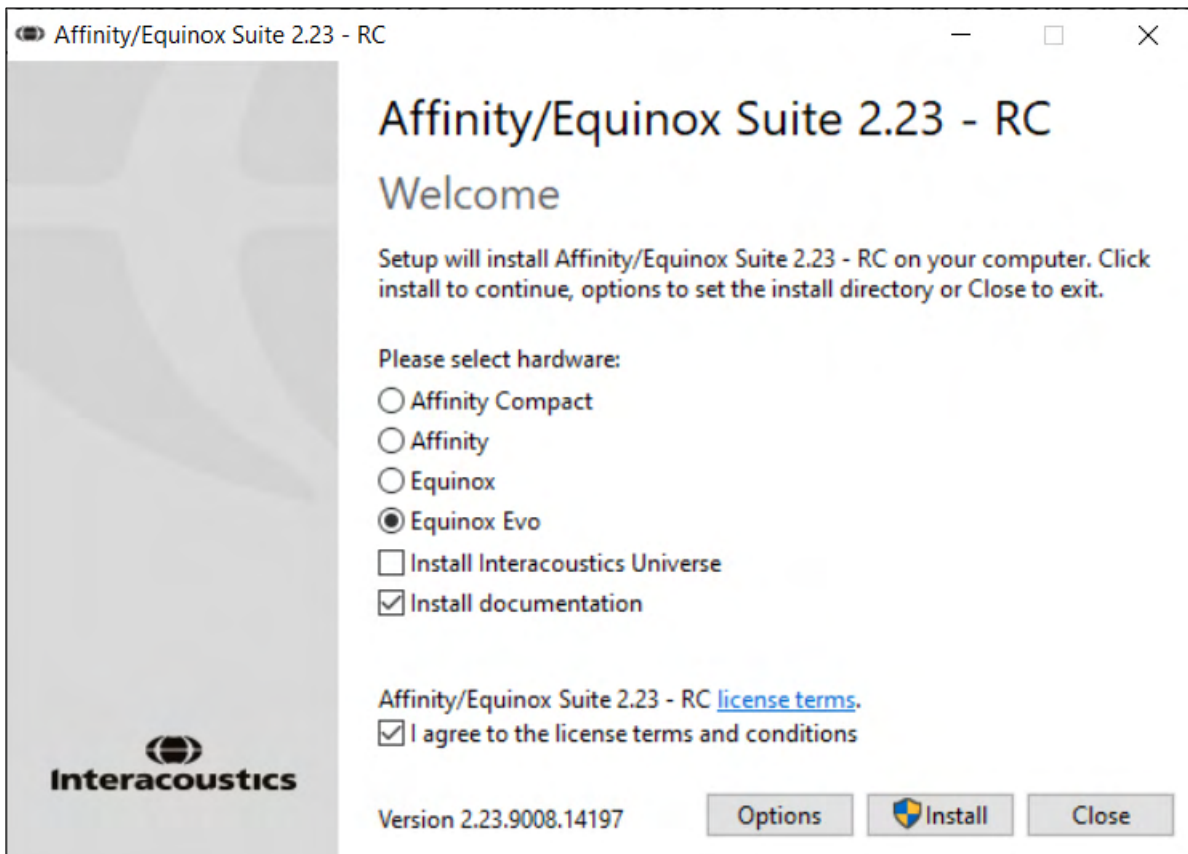 Affinity/Equinox Suite 2.23 - RC
Affinity/Equinox Suite 2.23 - RC
Welcome
Setup will install Affinity/Equinox Suite 2.23 - RC on your computer. Click
install to continue, options to set the install directory or Close to exit.
Please select hardware:
Affinity Compact
Affinity
Equinox
Equinox Evo
Install Interacoustics Universe
Install documentation
Affinity/Equinox Suite 2.23 - RC license terms.
I agree to the license terms and conditions
Interacoustics
Version 2.23.9008.14197
Options
Install
Close